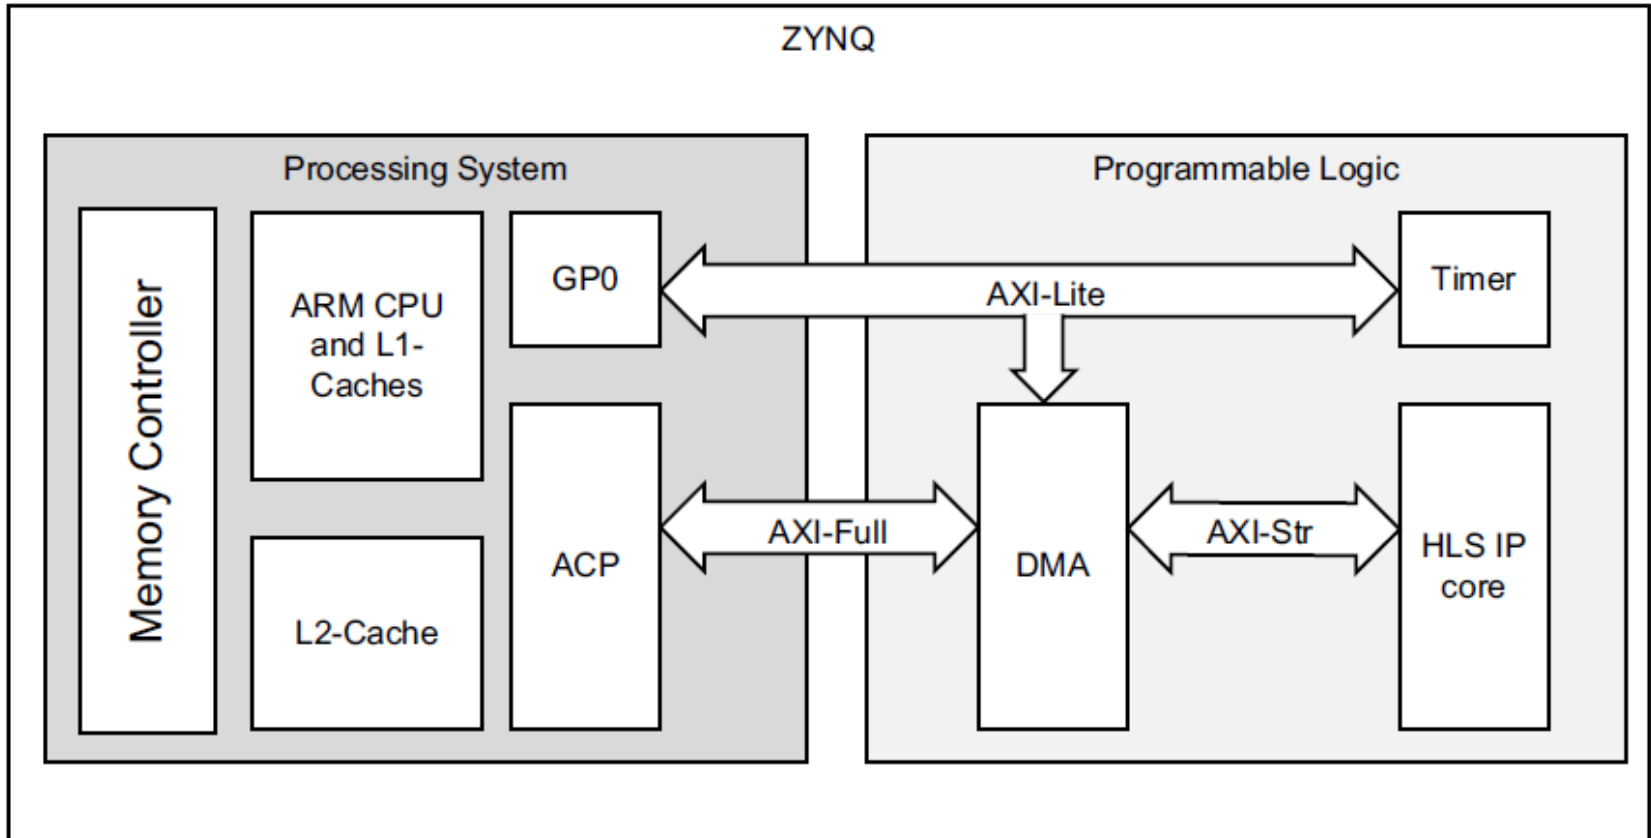 ZYNQ
Processing System
Memory Controller
ARM CPU
and L1-
Caches
L2-Cache
GP0
ACP
AXI-Lite
AXI-Full
Programmable Logic
Timer
DMA
AXI-Str
HLS IP
core